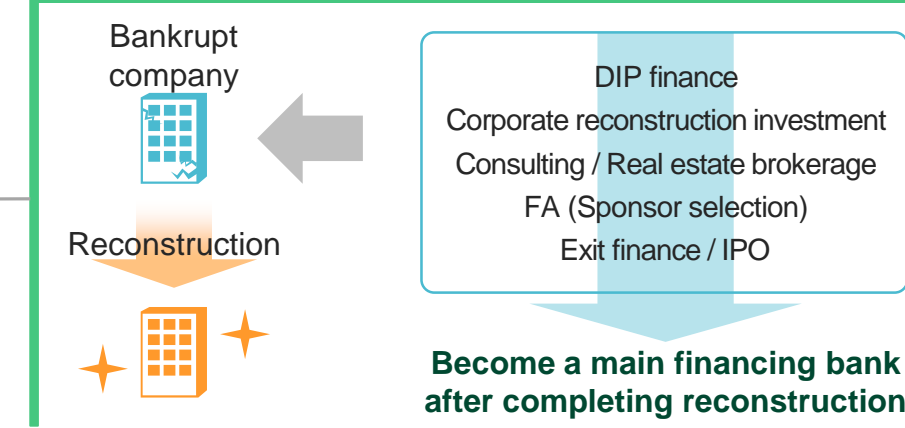 Bankrupt
company
Reconstruction
DIP finance
Corporate reconstruction investment
Consulting / Real estate brokerage
FA (Sponsor selection)
Exit finance / IPO
Become a main financing bank
after completing reconstruction